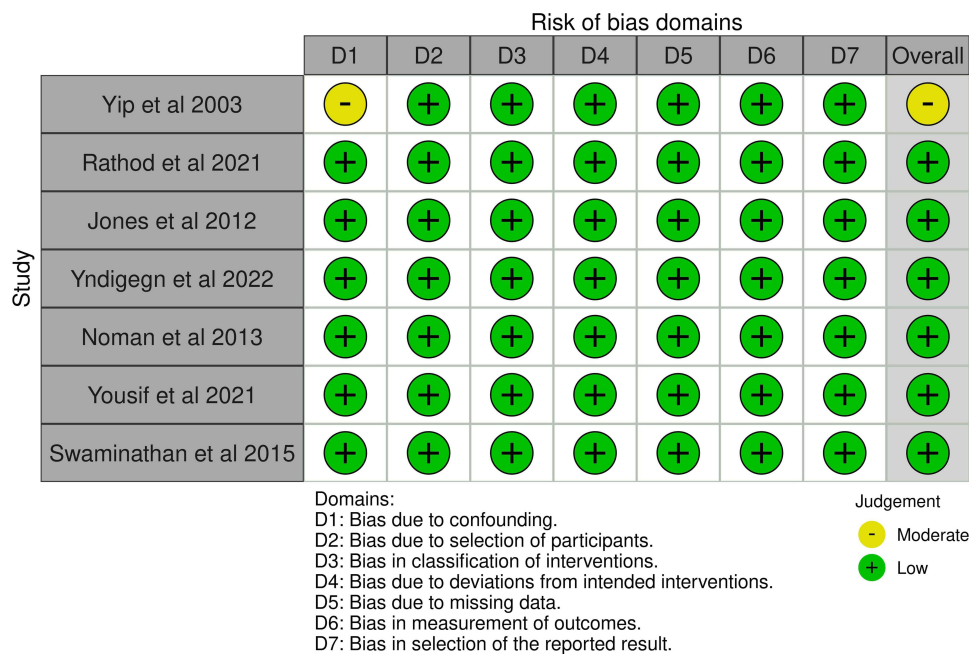 Risk of bias domains
D1 D2 D3 D4 D5 D6 D7 Overall
Study
Yip et al 2003 - + + + + + + -
Rathod et al 2021 + + + + + + + +
Jones et al 2012 + + + + + + + +
Yndigegn et al 2022 + + + + + + + +
Noman et al 2013 + + + + + + + +
Yousif et al 2021 + + + + + + + +
Swaminathan et al 2015 + + + + + + + +
Domains:
D1: Bias due to confounding.
D2: Bias due to selection of participants.
D3: Bias in classification of interventions.
D4: Bias due to deviations from intended interventions.
D5: Bias due to missing data.
D6: Bias in measurement of outcomes.
D7: Bias in selection of the reported result.
Judgement
- Moderate
+ Low